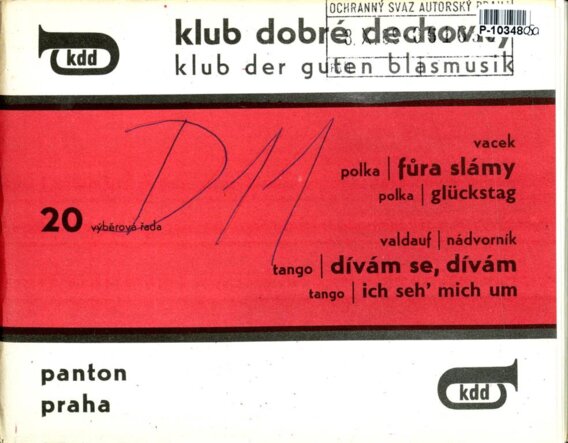 OCHRANNÝ SVAZ AUTORSKÝ
P-10348
kdd
klub dobré dechovky
klub der guten blasmusik
D11
vacek
polka | fůra slámy
polka | glückstag
20 výběrová řada
valdauf | nádvorník
tango | dívám se, dívám
tango | ich seh' mich um
panton
praha
kdd